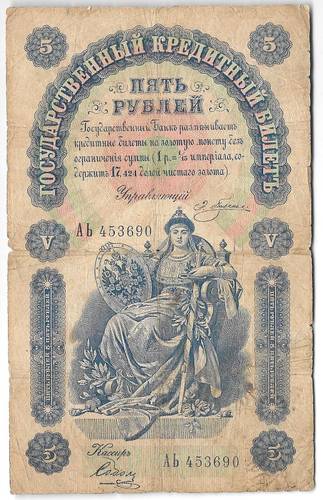 5 5
ГОСУДАРСТВЕННЫЙ КРЕДИТНЫЙ БИЛЕТЪ
ПЯТЬ
РУБЛЕЙ
Государственный Банкъ размѣниваетъ
кредитные билеты на золотую монету безъ
ограниченія суммы (1 р.= 1/15 имперіала, со-
держитъ 17,424 долей чистаго золота)
Управляющій
V V
АЬ 453690
5 5
Кассиръ
АЬ 453690